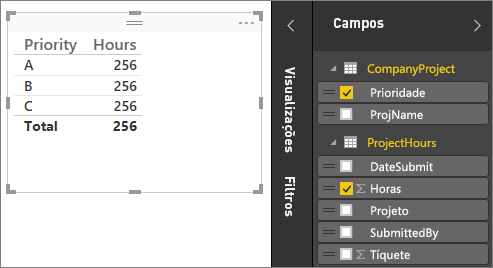 Priority Hours
A 256
B 256
C 256
Total 256
Visualizações
Filtros
Campos
CompanyProject
Prioridade
ProjName
ProjectHours
DateSubmit
Σ Horas
Projeto
SubmittedBy
Σ Tíquete